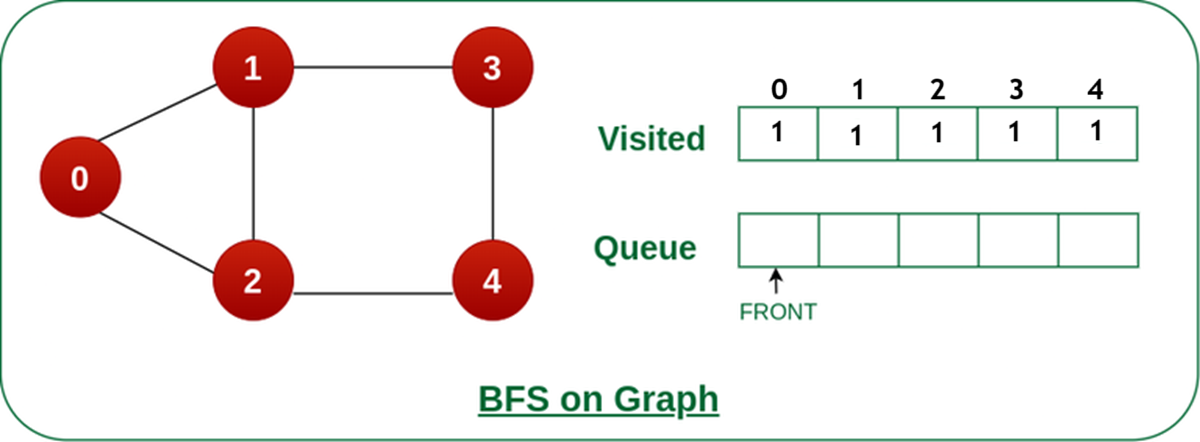 1 3
0
2 4
0 1 2 3 4
Visited 1 1 1 1 1
Queue
FRONT
BFS on Graph